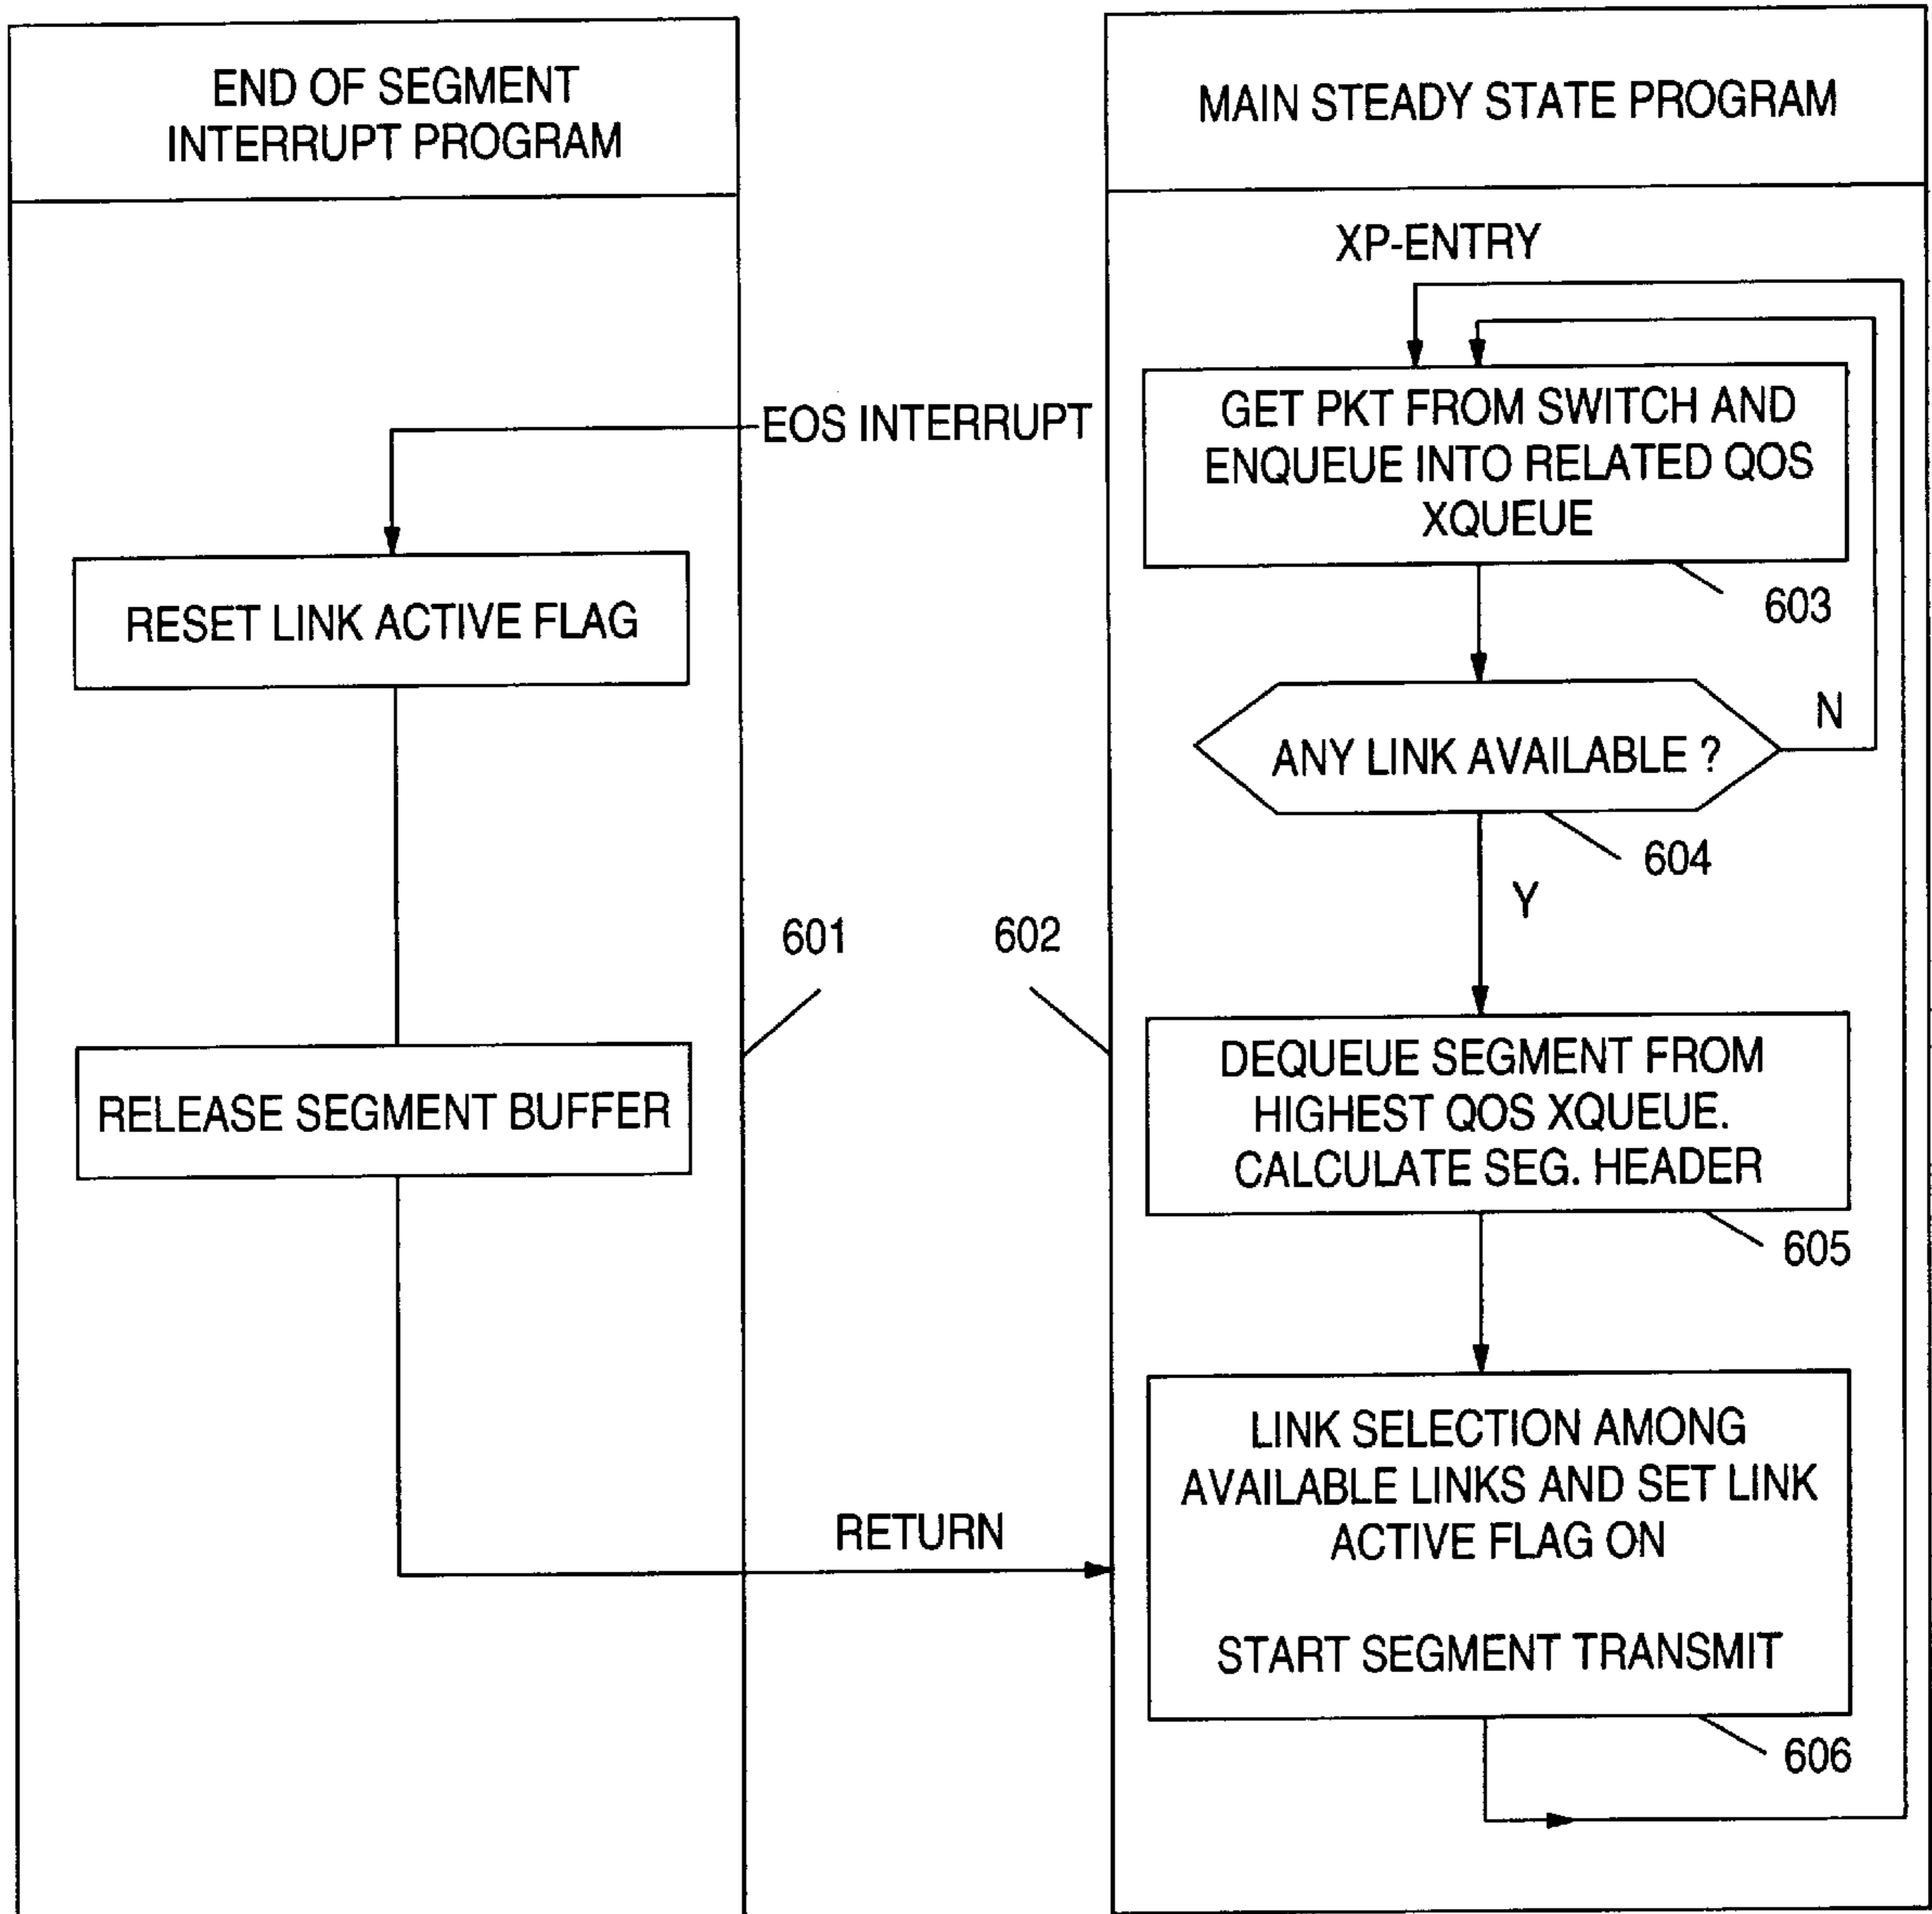 END OF SEGMENT
INTERRUPT PROGRAM
EOS INTERRUPT
RESET LINK ACTIVE FLAG
RELEASE SEGMENT BUFFER
601
RETURN
602
MAIN STEADY STATE PROGRAM
XP-ENTRY
GET PKT FROM SWITCH AND
ENQUEUE INTO RELATED QOS
XQUEUE
603
ANY LINK AVAILABLE ?
N
604
Y
DEQUEUE SEGMENT FROM
HIGHEST QOS XQUEUE.
CALCULATE SEG. HEADER
605
LINK SELECTION AMONG
AVAILABLE LINKS AND SET LINK
ACTIVE FLAG ON
START SEGMENT TRANSMIT
606